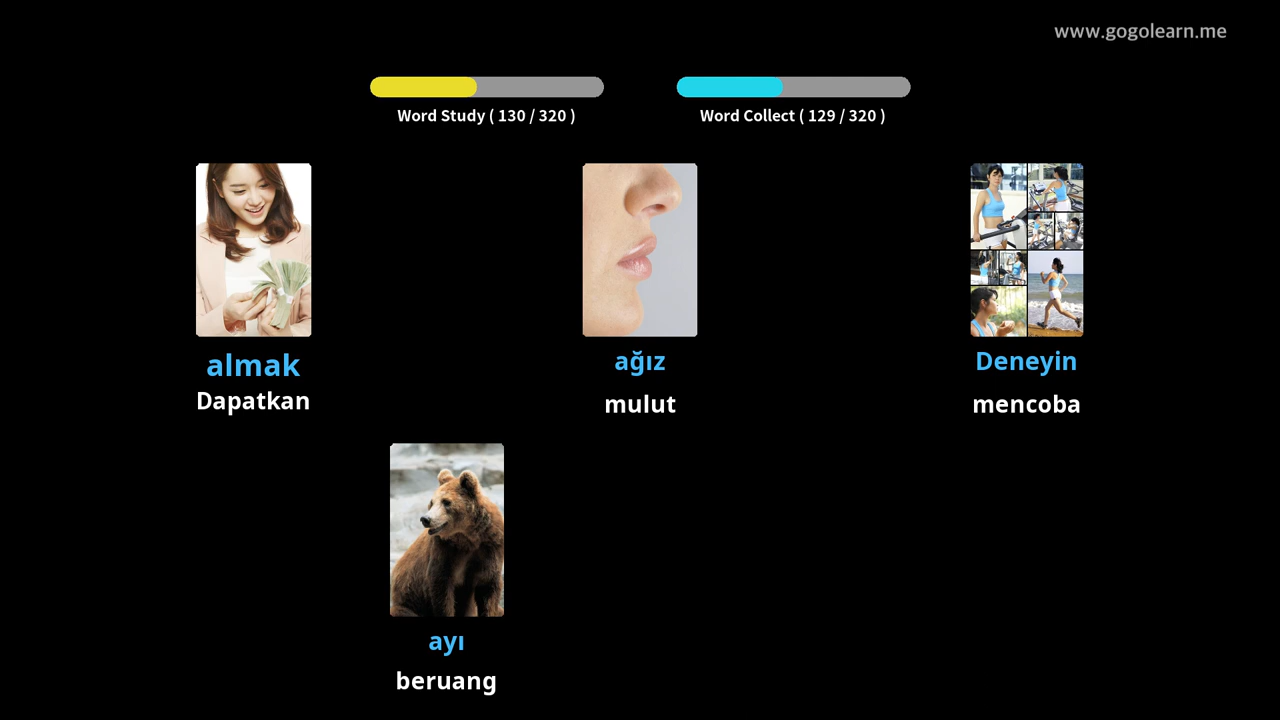 www.gogolearn.me
Word Study ( 130 / 320 )
Word Collect ( 129 / 320 )
almak
Dapatkan
ağız
mulut
Deneyin
mencoba
ayı
beruang